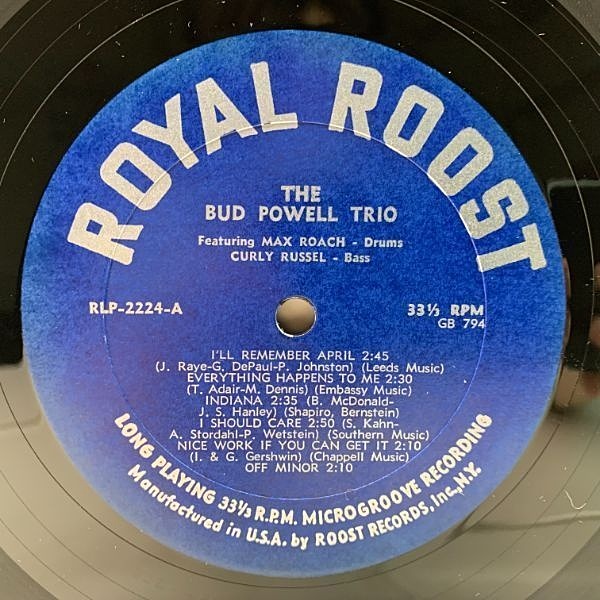 ROYAL ROOST
THE
BUD POWELL TRIO
Featuring MAX ROACH - Drums
CURLY RUSSEL - Bass
RLP-2224-A
33⅓ RPM
GB 794
I'LL REMEMBER APRIL 2:45
(J. Raye-G. DePaul-P. Johnston) (Leeds Music)
EVERYTHING HAPPENS TO ME 2:30
(T. Adair-M. Dennis) (Embassy Music)
INDIANA 2:35 (B. McDonald-
J. S. Hanley) (Shapiro, Bernstein)
I SHOULD CARE 2:50 (S. Kahn-
A. Stordahl-P. Wetstein) (Southern Music)
NICE WORK IF YOU CAN GET IT 2:10
(I. & G. Gershwin) (Chappell Music)
OFF MINOR 2:10
LONG PLAYING 33⅓ R.P.M. MICROGROOVE RECORDING
Manufactured in U.S.A. by ROOST RECORDS, Inc., N.Y.